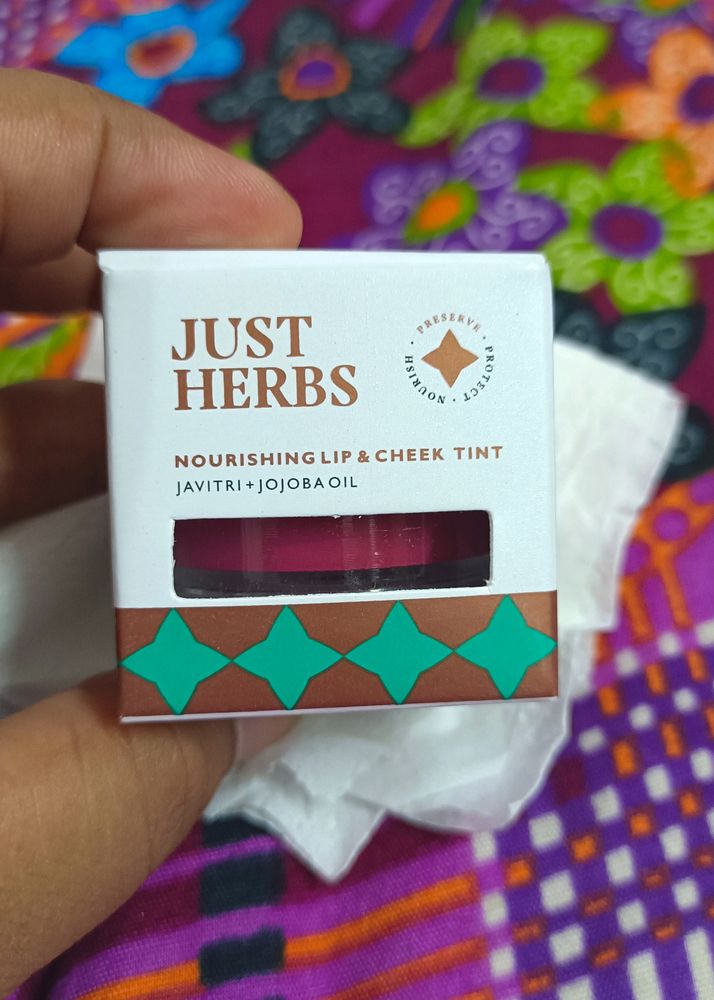 JUST
HERBS
PRESERVE · PROTECT · NOURISH ·
NOURISHING LIP & CHEEK TINT
JAVITRI + JOJOBA OIL